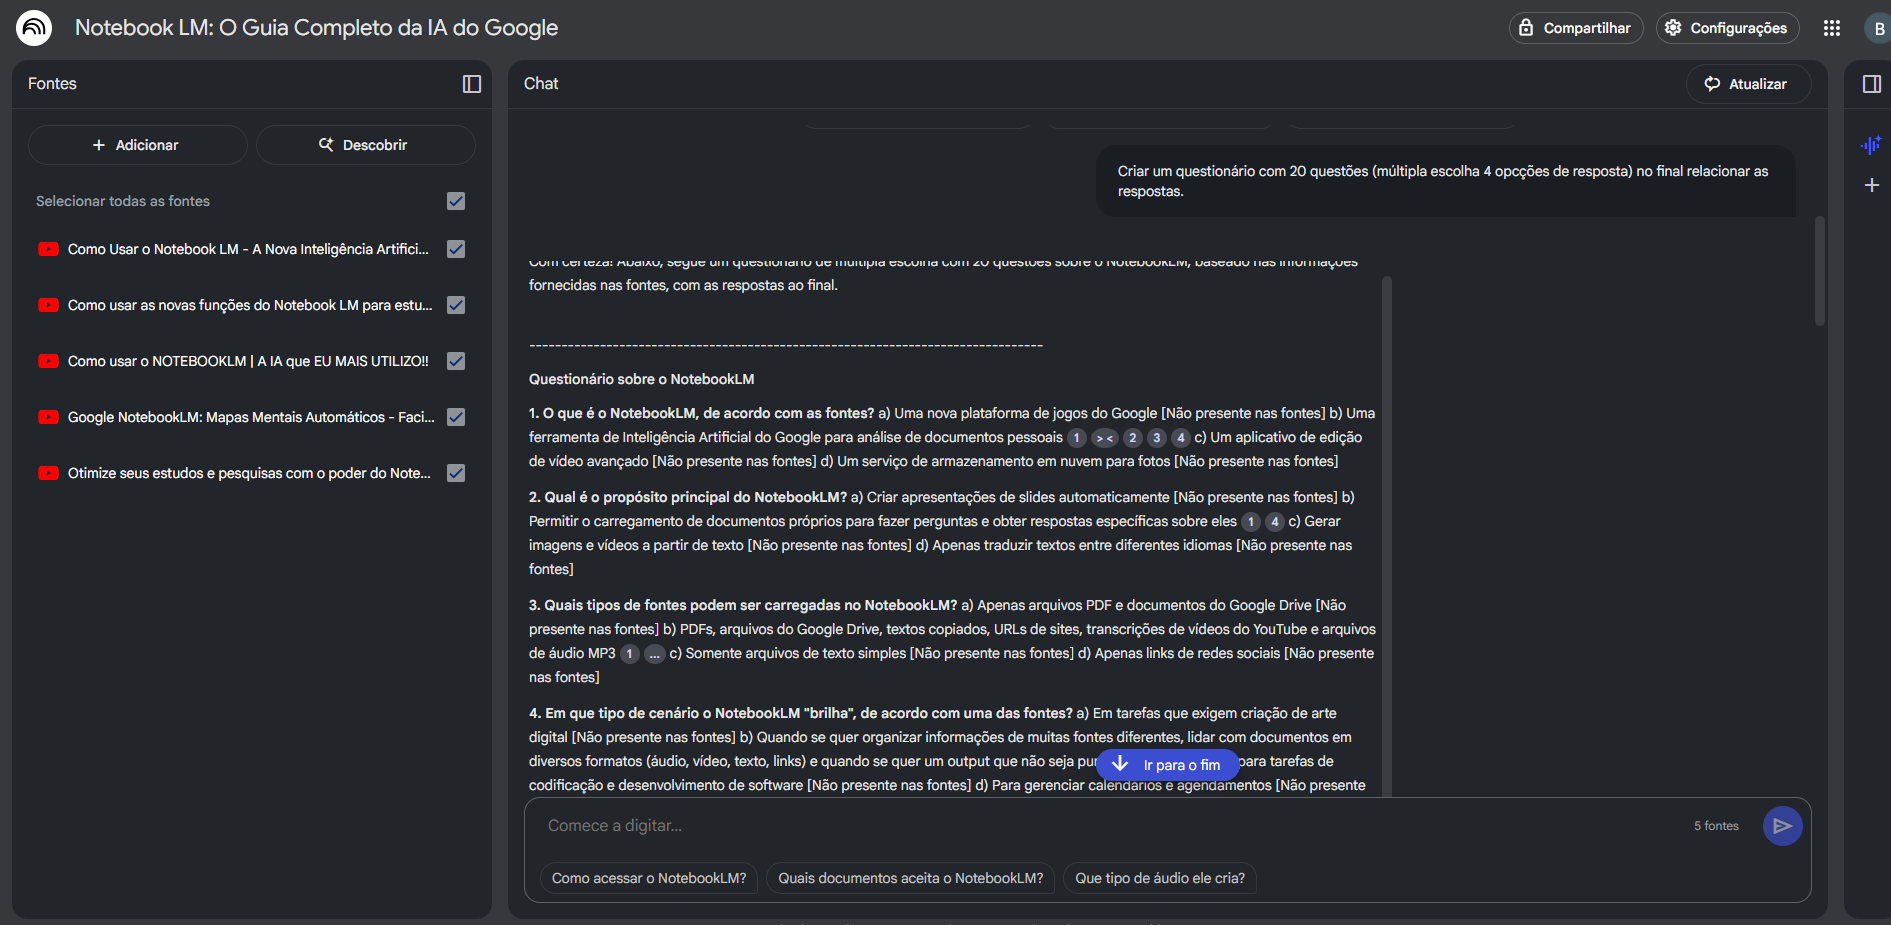 Notebook LM: O Guia Completo da IA do Google
Compartilhar
Configurações
B
Fontes
Adicionar
Descobrir
Selecionar todas as fontes
Como Usar o Notebook LM - A Nova Inteligência Artifici...
Como usar as novas funções do Notebook LM para estu...
Como usar o NOTEBOOKLM | A IA que EU MAIS UTILIZO!!
Google NotebookLM: Mapas Mentais Automáticos - Faci...
Otimize seus estudos e pesquisas com o poder do Note...
Chat
Atualizar
Criar um questionário com 20 questões (múltipla escolha 4 opcções de resposta) no final relacionar as
respostas.
Com certeza! Abaixo, segue um questionário de múltipla escolha com 20 questões sobre o NotebookLM, baseado nas informações
fornecidas nas fontes, com as respostas ao final.
--------------------------------------------------------------------------------
Questionário sobre o NotebookLM
1. O que é o NotebookLM, de acordo com as fontes? a) Uma nova plataforma de jogos do Google [Não presente nas fontes] b) Uma
ferramenta de Inteligência Artificial do Google para análise de documentos pessoais 1 > < 2 3 4 c) Um aplicativo de edição
de vídeo avançado [Não presente nas fontes] d) Um serviço de armazenamento em nuvem para fotos [Não presente nas fontes]
2. Qual é o propósito principal do NotebookLM? a) Criar apresentações de slides automaticamente [Não presente nas fontes] b)
Permitir o carregamento de documentos próprios para fazer perguntas e obter respostas específicas sobre eles 1 4 c) Gerar
imagens e vídeos a partir de texto [Não presente nas fontes] d) Apenas traduzir textos entre diferentes idiomas [Não presente nas
fontes]
3. Quais tipos de fontes podem ser carregadas no NotebookLM? a) Apenas arquivos PDF e documentos do Google Drive [Não
presente nas fontes] b) PDFs, arquivos do Google Drive, textos copiados, URLs de sites, transcrições de vídeos do YouTube e arquivos
de áudio MP3 1 ... c) Somente arquivos de texto simples [Não presente nas fontes] d) Apenas links de redes sociais [Não presente
nas fontes]
4. Em que tipo de cenário o NotebookLM "brilha", de acordo com uma das fontes? a) Em tarefas que exigem criação de arte
digital [Não presente nas fontes] b) Quando se quer organizar informações de muitas fontes diferentes, lidar com documentos em
diversos formatos (áudio, vídeo, texto, links) e quando se quer um output que não seja para tarefas de
codificação e desenvolvimento de software [Não presente nas fontes] d) Para gerenciar calendários e agendamentos [Não presente
Ir para o fim
Comece a digitar...
5 fontes
Como acessar o NotebookLM?
Quais documentos aceita o NotebookLM?
Que tipo de áudio ele cria?